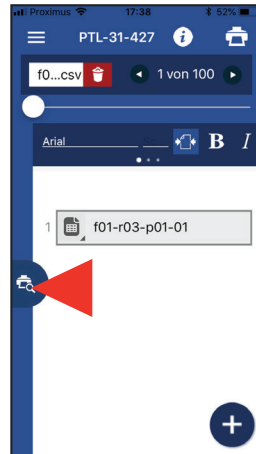 Proximus 17:38 52%
PTL-31-427 i
f0...csv 1 von 100
Arial B I
1 f01-r03-p01-01
+